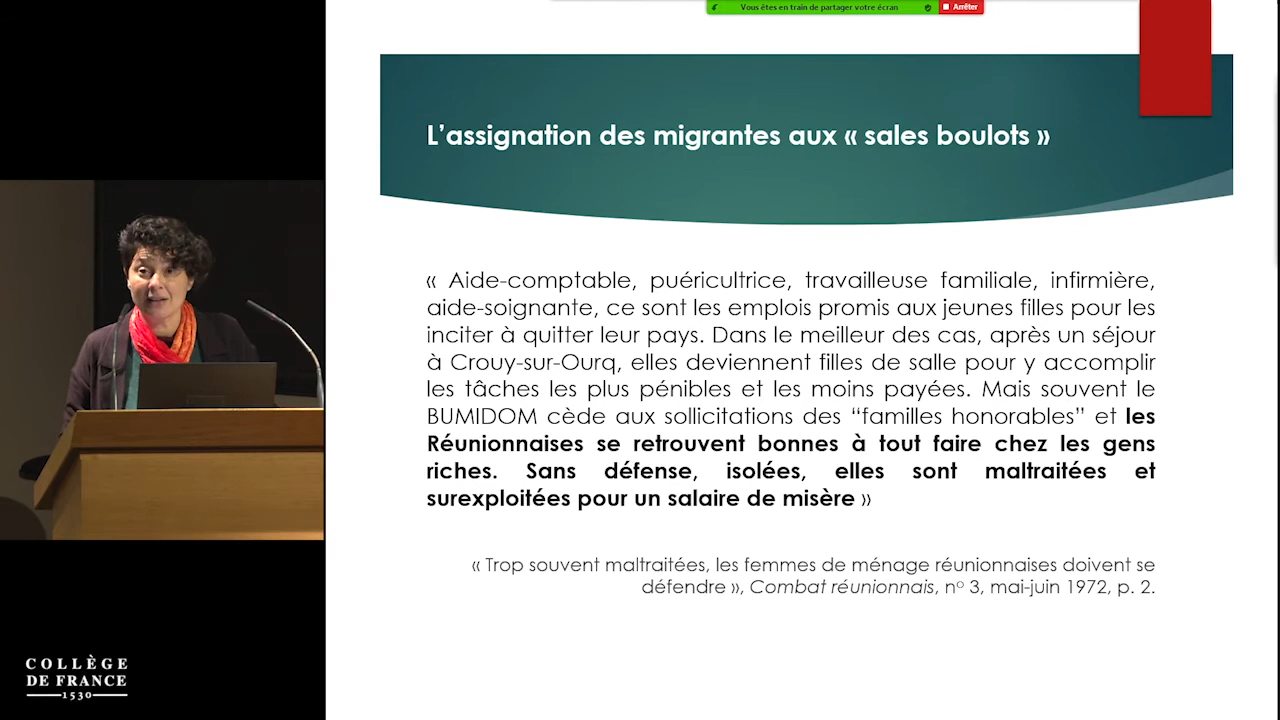 Vous êtes en train de partager votre écran
Arrêter
L’assignation des migrantes aux « sales boulots »
« Aide-comptable, puéricultrice, travailleuse familiale, infirmière,
aide-soignante, ce sont les emplois promis aux jeunes filles pour les
inciter à quitter leur pays. Dans le meilleur des cas, après un séjour
à Crouy-sur-Ourq, elles deviennent filles de salle pour y accomplir
les tâches les plus pénibles et les moins payées. Mais souvent le
BUMIDOM cède aux sollicitations des “familles honorables” et les
Réunionnaises se retrouvent bonnes à tout faire chez les gens
riches. Sans défense, isolées, elles sont maltraitées et
surexploitées pour un salaire de misère »
« Trop souvent maltraitées, les femmes de ménage réunionnaises doivent se
défendre », Combat réunionnais, nº 3, mai-juin 1972, p. 2.
COLLÈGE
DE FRANCE
1530